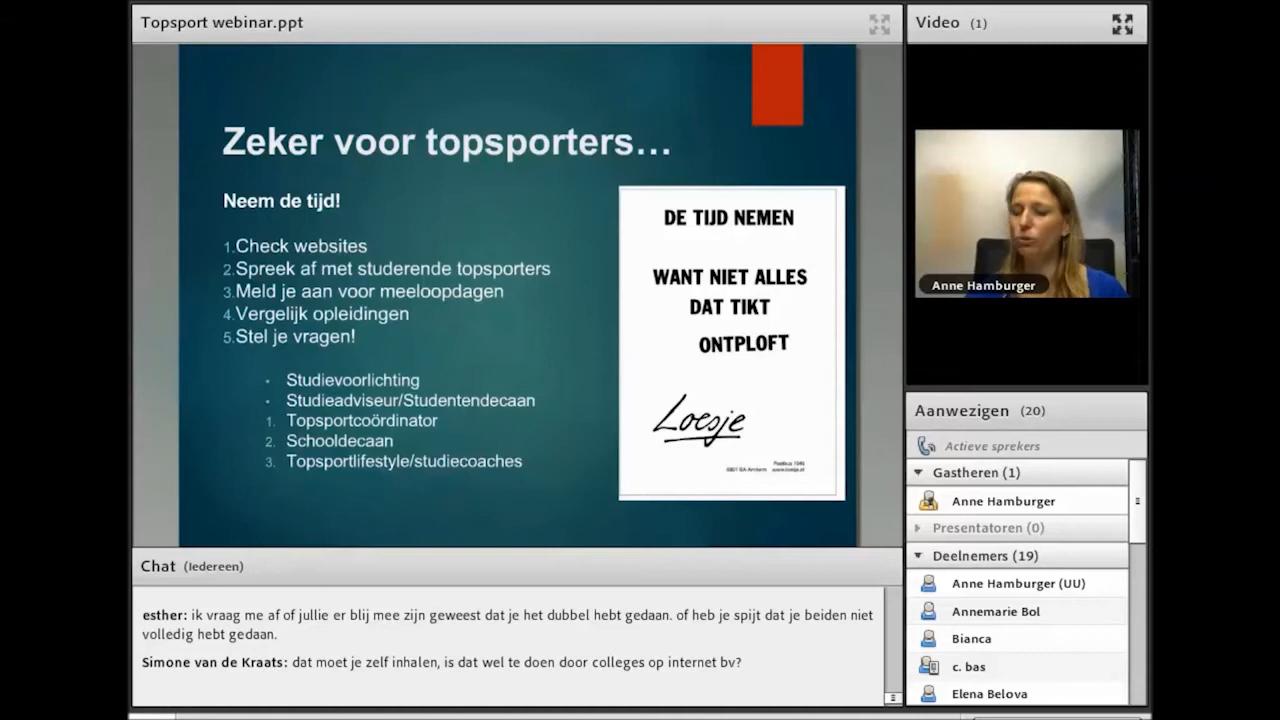 Topsport webinar.ppt
Zeker voor topsporters...
Neem de tijd!
1.Check websites
2.Spreek af met studerende topsporters
3.Meld je aan voor meeloopdagen
4.Vergelijk opleidingen
5.Stel je vragen!
• Studievoorlichting
• Studieadviseur/Studentendecaan
1. Topsportcoördinator
2. Schooldecaan
3. Topsportlifestyle/studiecoaches
DE TIJD NEMEN
WANT NIET ALLES
DAT TIKT
ONTPLOFT
Loesje
Chat (Iedereen)
esther: ik vraag me af of jullie er blij mee zijn geweest dat je het dubbel hebt gedaan. of heb je spijt dat je beiden niet
volledig hebt gedaan.
Simone van de Kraats: dat moet je zelf inhalen, is dat wel te doen door colleges op internet bv?
Video (1)
Anne Hamburger
Aanwezigen (20)
Actieve sprekers
Gastheren (1)
Anne Hamburger
Presentatoren (0)
Deelnemers (19)
Anne Hamburger (UU)
Annemarie Bol
Bianca
c. bas
Elena Belova